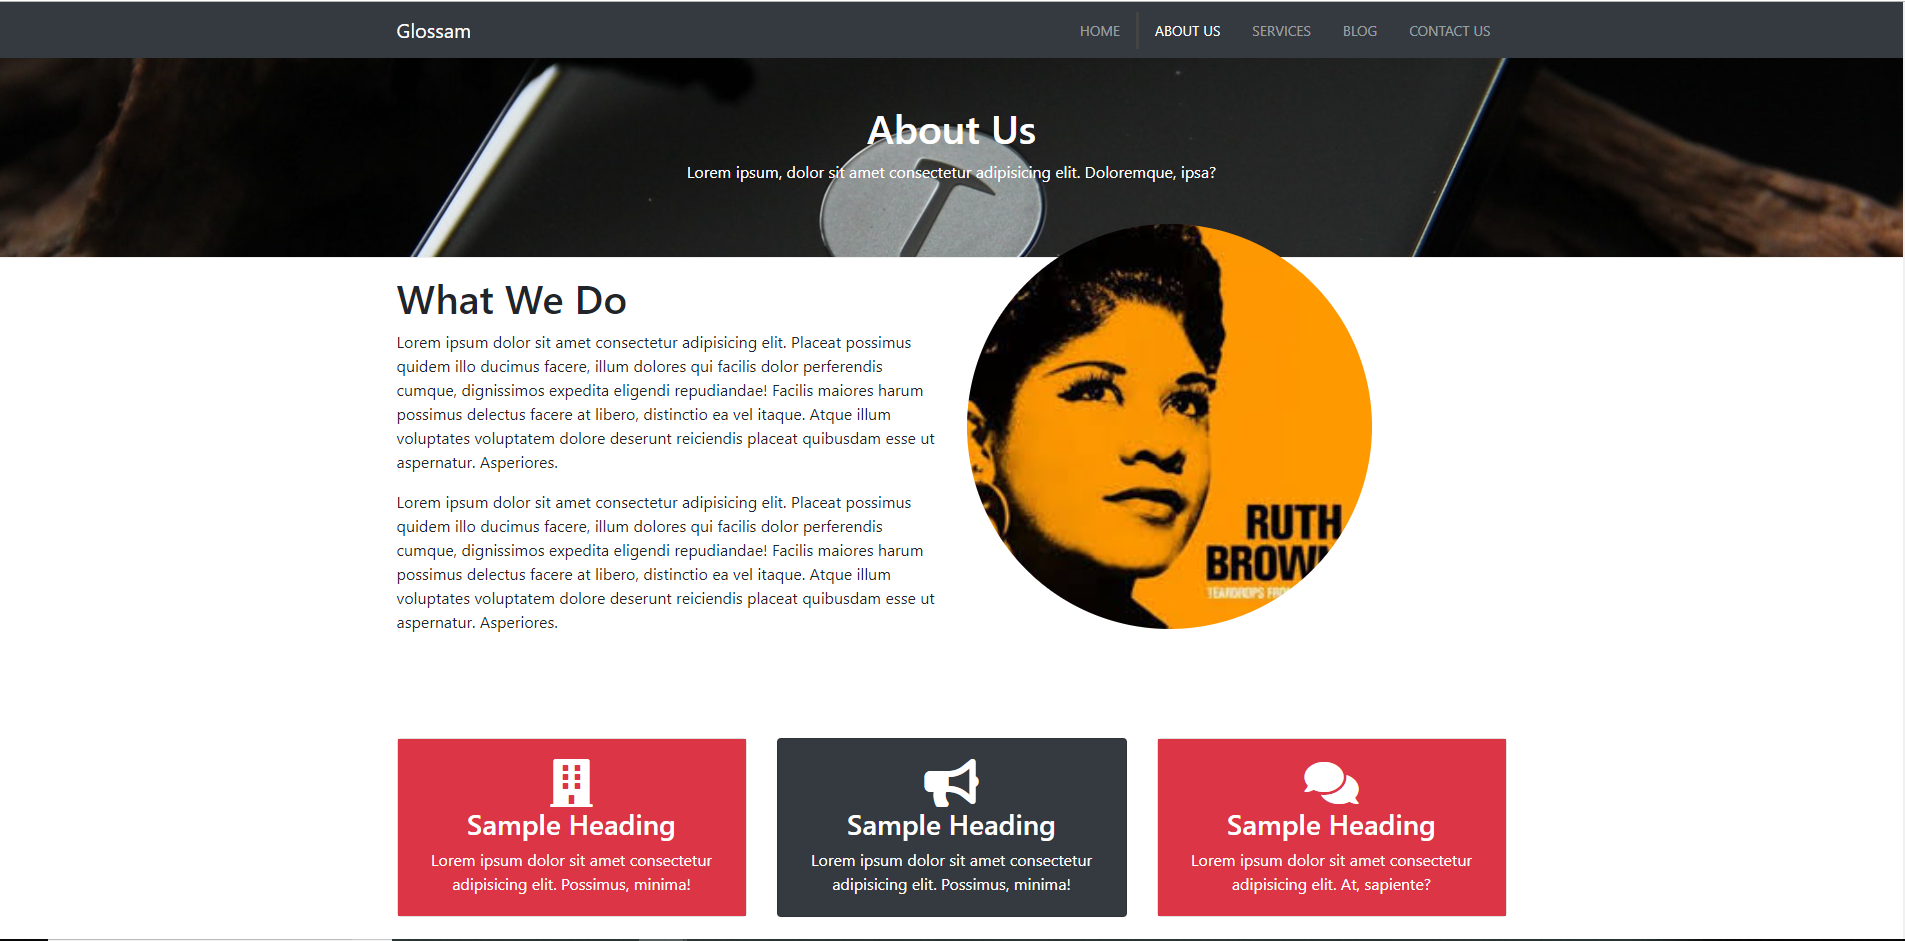 Glossam
HOME
ABOUT US
SERVICES
BLOG
CONTACT US
About Us
Lorem ipsum, dolor sit amet consectetur adipisicing elit. Doloremque, ipsa?
What We Do
Lorem ipsum dolor sit amet consectetur adipisicing elit. Placeat possimus
quidem illo ducimus facere, illum dolores qui facilis dolor perferendis
cumque, dignissimos expedita eligendi repudiandae! Facilis maiores harum
possimus delectus facere at libero, distinctio ea vel itaque. Atque illum
voluptates voluptatem dolore deserunt reiciendis placeat quibusdam esse ut
aspernatur. Asperiores.
Lorem ipsum dolor sit amet consectetur adipisicing elit. Placeat possimus
quidem illo ducimus facere, illum dolores qui facilis dolor perferendis
cumque, dignissimos expedita eligendi repudiandae! Facilis maiores harum
possimus delectus facere at libero, distinctio ea vel itaque. Atque illum
voluptates voluptatem dolore deserunt reiciendis placeat quibusdam esse ut
aspernatur. Asperiores.
RUTH
BROWN
TEARDROPS
Sample Heading
Lorem ipsum dolor sit amet consectetur
adipisicing elit. Possimus, minima!
Sample Heading
Lorem ipsum dolor sit amet consectetur
adipisicing elit. Possimus, minima!
Sample Heading
Lorem ipsum dolor sit amet consectetur
adipisicing elit. At, sapiente?